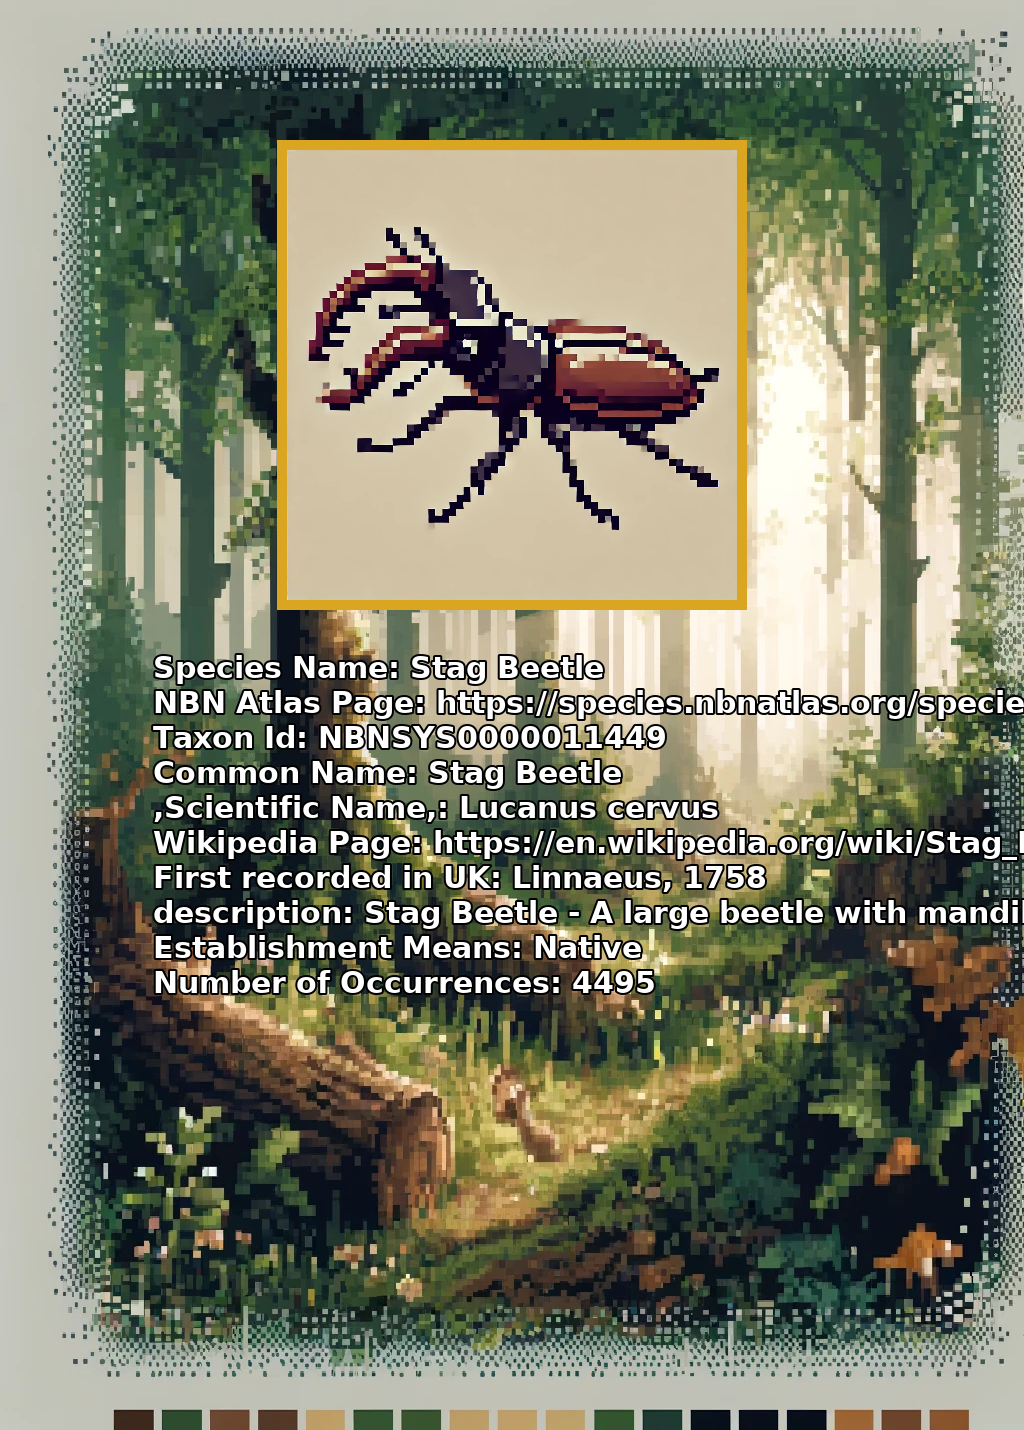 Species Name: Stag Beetle
NBN Atlas Page: https://species.nbnatlas.org/specie
Taxon Id: NBNSYS0000011449
Common Name: Stag Beetle
,Scientific Name,: Lucanus cervus
Wikipedia Page: https://en.wikipedia.org/wiki/Stag_
First recorded in UK: Linnaeus, 1758
description: Stag Beetle - A large beetle with mandi
Establishment Means: Native
Number of Occurrences: 4495